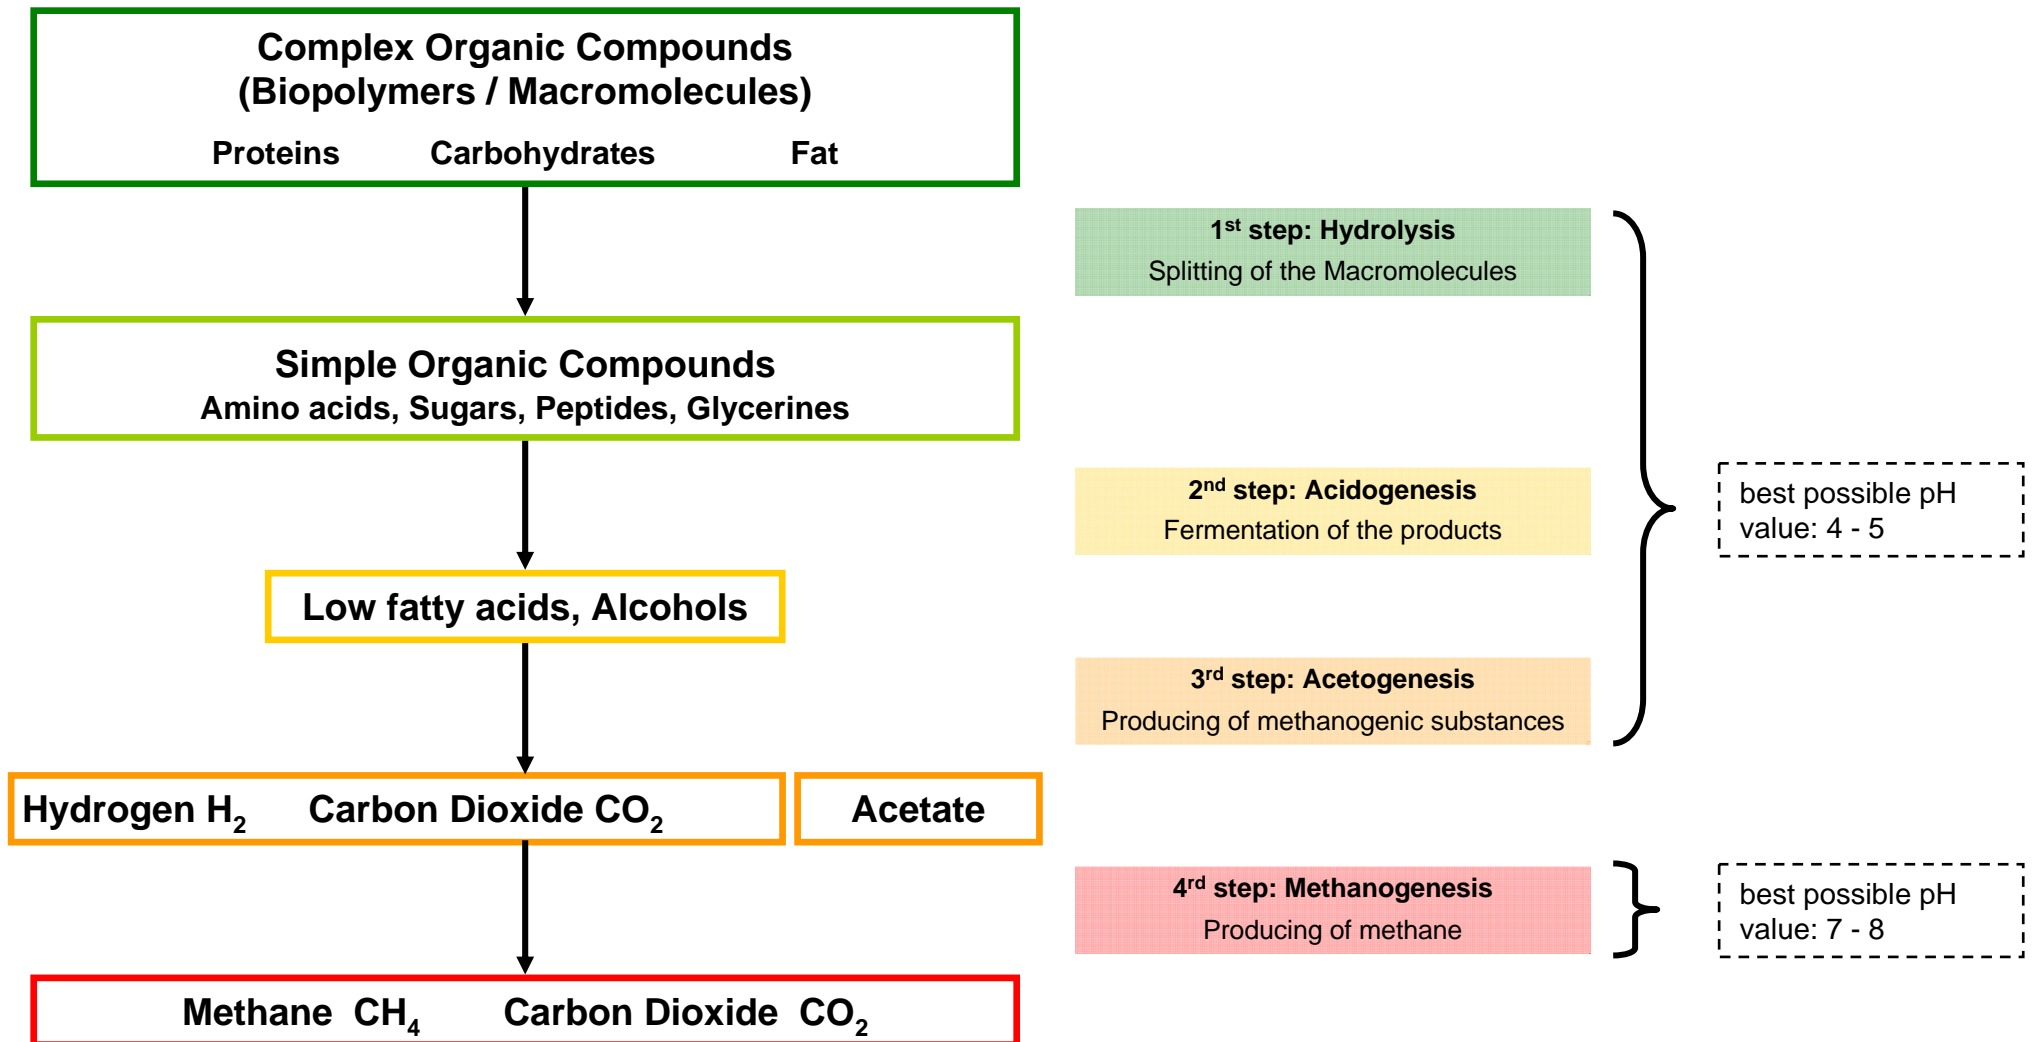 Complex Organic Compounds
(Biopolymers / Macromolecules)
Proteins Carbohydrates Fat
1st step: Hydrolysis
Splitting of the Macromolecules
Simple Organic Compounds
Amino acids, Sugars, Peptides, Glycerines
2nd step: Acidogenesis
Fermentation of the products
best possible pH
value: 4 - 5
Low fatty acids, Alcohols
3rd step: Acetogenesis
Producing of methanogenic substances
Hydrogen H₂ Carbon Dioxide CO₂ Acetate
4rd step: Methanogenesis
Producing of methane
best possible pH
value: 7 - 8
Methane CH₄ Carbon Dioxide CO₂